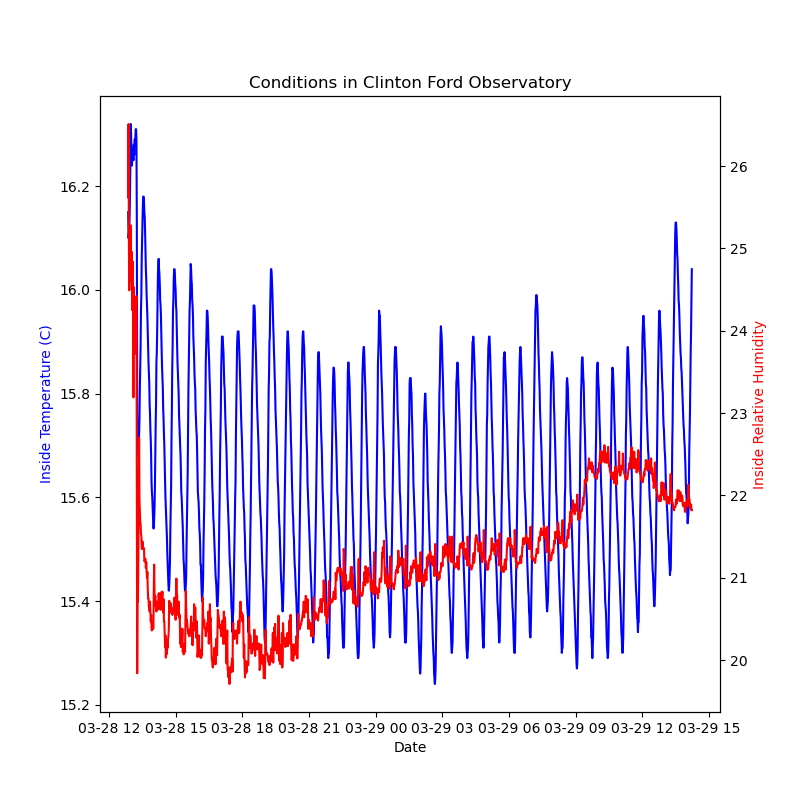 Conditions in Clinton Ford Observatory
16.2
16.0
15.8
15.6
15.4
15.2
Inside Temperature (C)
26
25
24
23
22
21
20
Inside Relative Humidity
03-28 12 03-28 15 03-28 18 03-28 21 03-29 00 03-29 03 03-29 06 03-29 09 03-29 12 03-29 15
Date